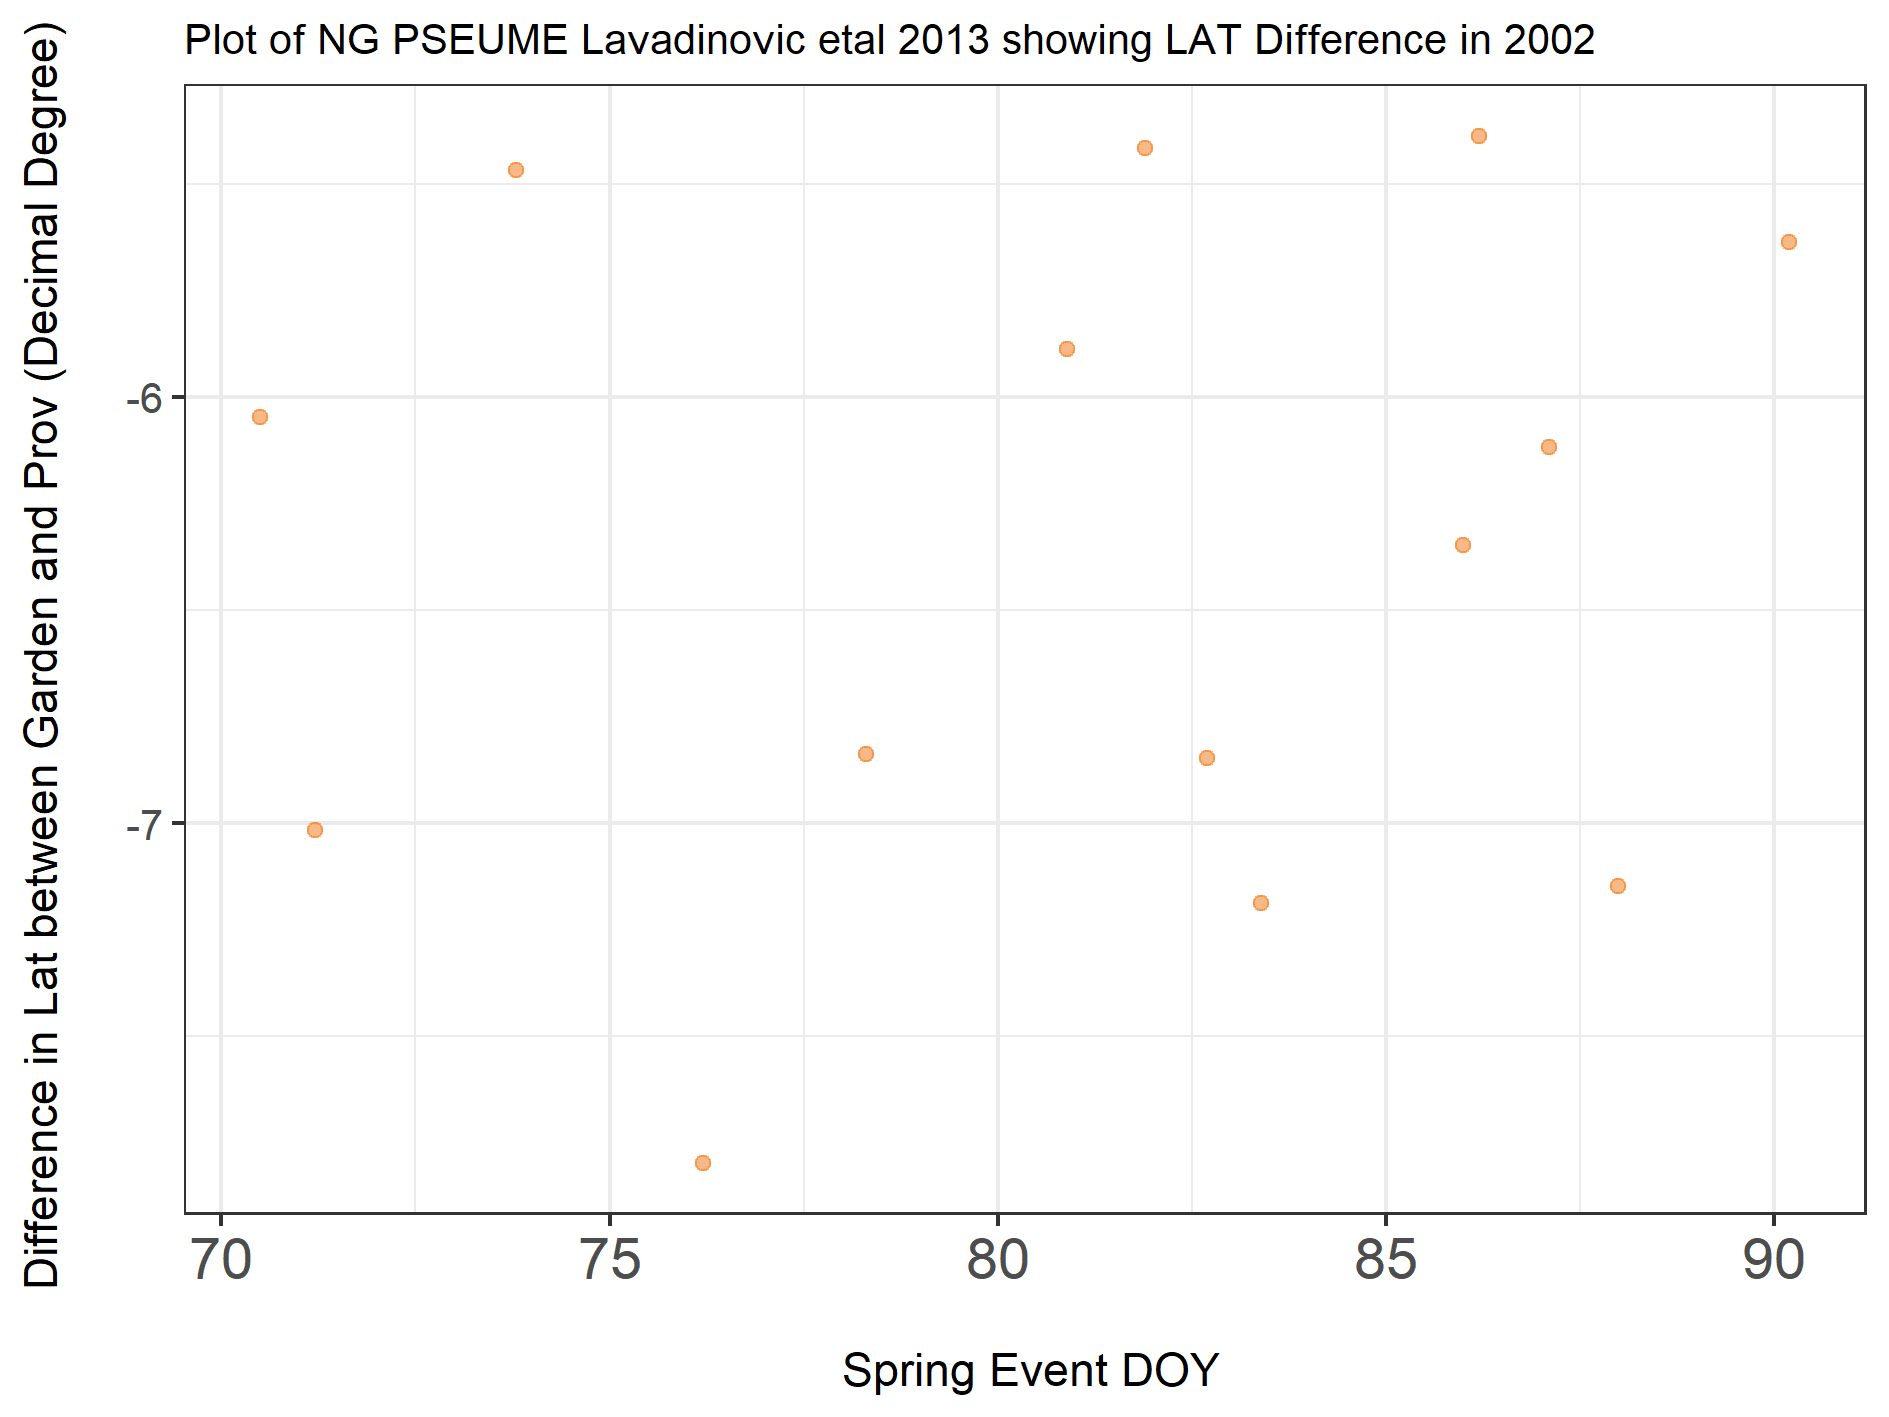 Plot of NG PSEUME Lavadinovic etal 2013 showing LAT Difference in 2002
Difference in Lat between Garden and Prov (Decimal Degree)
-6
-7
70 75 80 85 90
Spring Event DOY